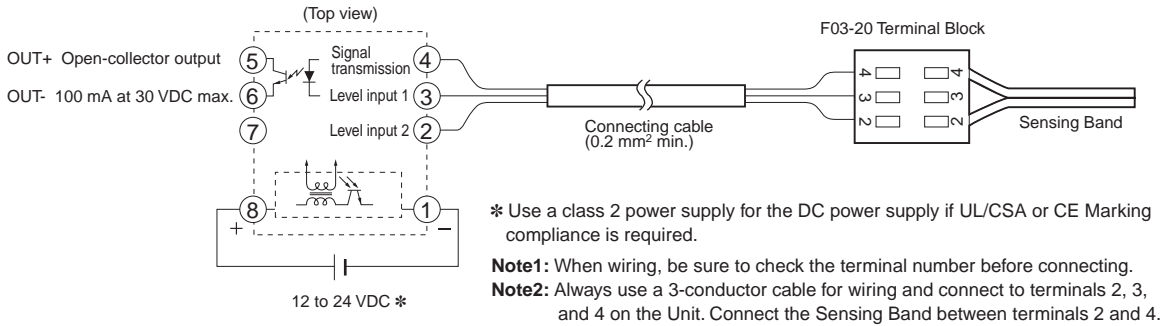 (Top view)
F03-20 Terminal Block
OUT+ Open-collector output
OUT- 100 mA at 30 VDC max.
5
6
7
8
Signal
transmission
Level input 1
Level input 2
4
3
2
1
+
−
12 to 24 VDC ✻
Connecting cable
(0.2 mm² min.)
4
3
2
4
3
2
Sensing Band
✻ Use a class 2 power supply for the DC power supply if UL/CSA or CE Marking
compliance is required.
Note1: When wiring, be sure to check the terminal number before connecting.
Note2: Always use a 3-conductor cable for wiring and connect to terminals 2, 3,
and 4 on the Unit. Connect the Sensing Band between terminals 2 and 4.